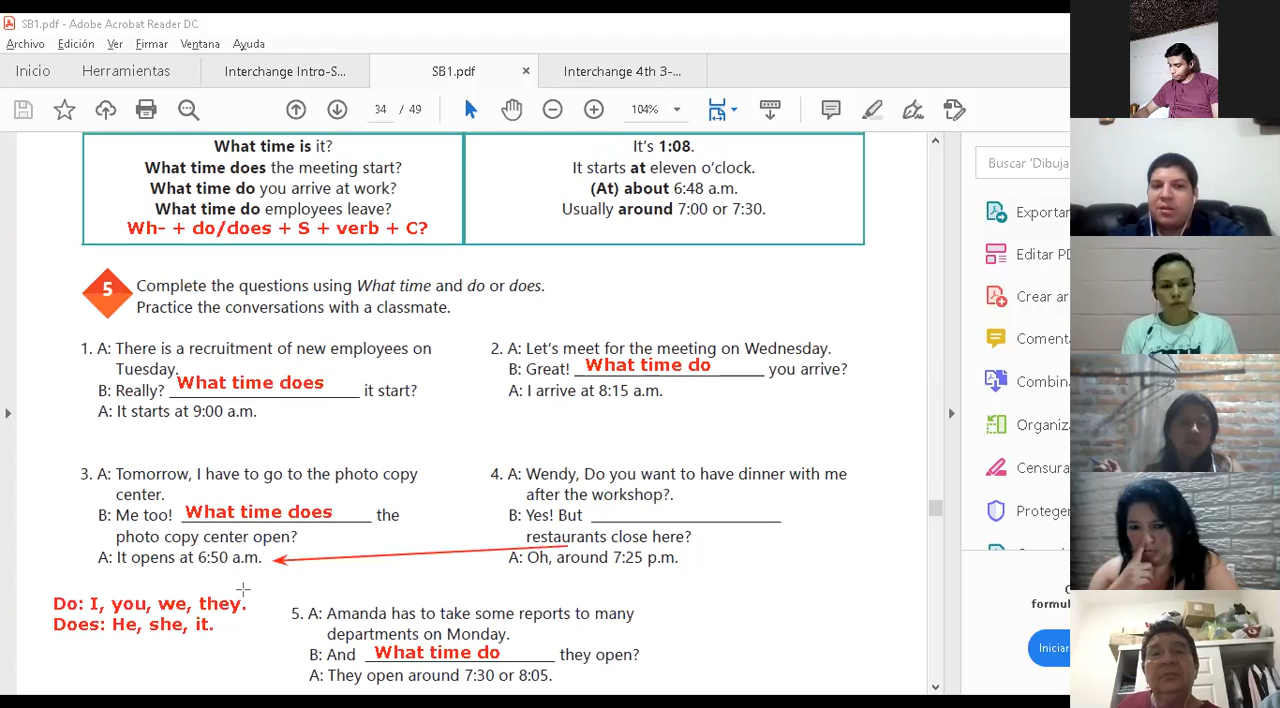 SB1.pdf - Adobe Acrobat Reader DC
Archivo Edición Ver Firmar Ventana Ayuda
Inicio Herramientas Interchange Intro-S... SB1.pdf × Interchange 4th 3-...
34 / 49 104%
What time is it? It's 1:08.
What time does the meeting start? It starts at eleven o'clock.
What time do you arrive at work? (At) about 6:48 a.m.
What time do employees leave? Usually around 7:00 or 7:30.
Wh- + do/does + S + verb + C?
5 Complete the questions using What time and do or does.
Practice the conversations with a classmate.
1. A: There is a recruitment of new employees on
Tuesday.
B: Really? What time does it start?
A: It starts at 9:00 a.m.
2. A: Let's meet for the meeting on Wednesday.
B: Great! What time do you arrive?
A: I arrive at 8:15 a.m.
3. A: Tomorrow, I have to go to the photo copy
center.
B: Me too! What time does the
photo copy center open?
A: It opens at 6:50 a.m.
4. A: Wendy, Do you want to have dinner with me
after the workshop?.
B: Yes! But ____________________
restaurants close here?
A: Oh, around 7:25 p.m.
Do: I, you, we, they.
Does: He, she, it.
5. A: Amanda has to take some reports to many
departments on Monday.
B: And What time do they open?
A: They open around 7:30 or 8:05.
Buscar 'Dibuja
Exportar
Editar PD
Crear ar
Comenta
Combin
Organiz
Censura
Proteger
formul
Iniciar